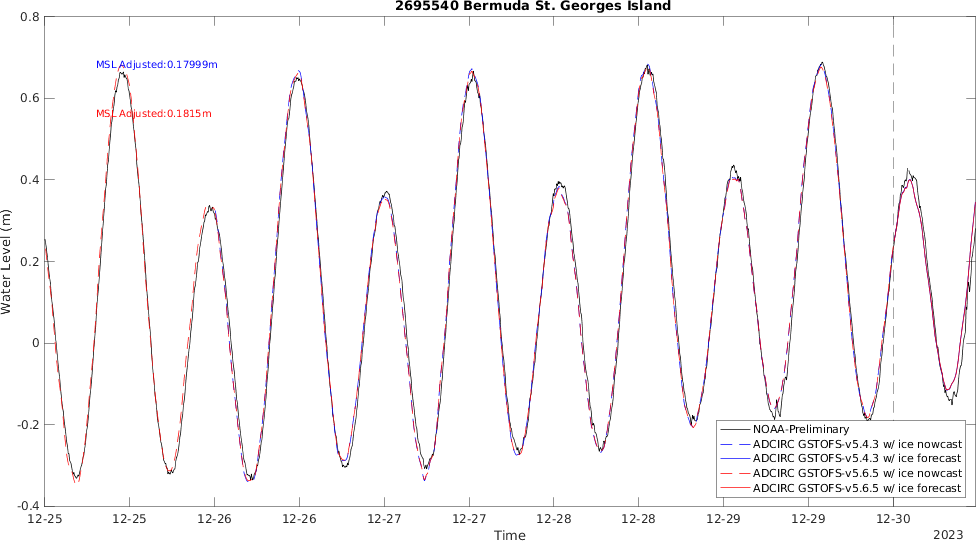 2695540 Bermuda St. Georges Island
0.8
MSL Adjusted:0.17999m
0.6
MSL Adjusted:0.1815m
0.4
0.2
Water Level (m)
0
-0.2
NOAA-Preliminary
ADCIRC GSTOFS-v5.4.3 w/ ice nowcast
ADCIRC GSTOFS-v5.4.3 w/ ice forecast
ADCIRC GSTOFS-v5.6.5 w/ ice nowcast
ADCIRC GSTOFS-v5.6.5 w/ ice forecast
-0.4
12-25 12-25 12-26 12-26 12-27 12-27 12-28 12-28 12-29 12-29 12-30
Time
2023